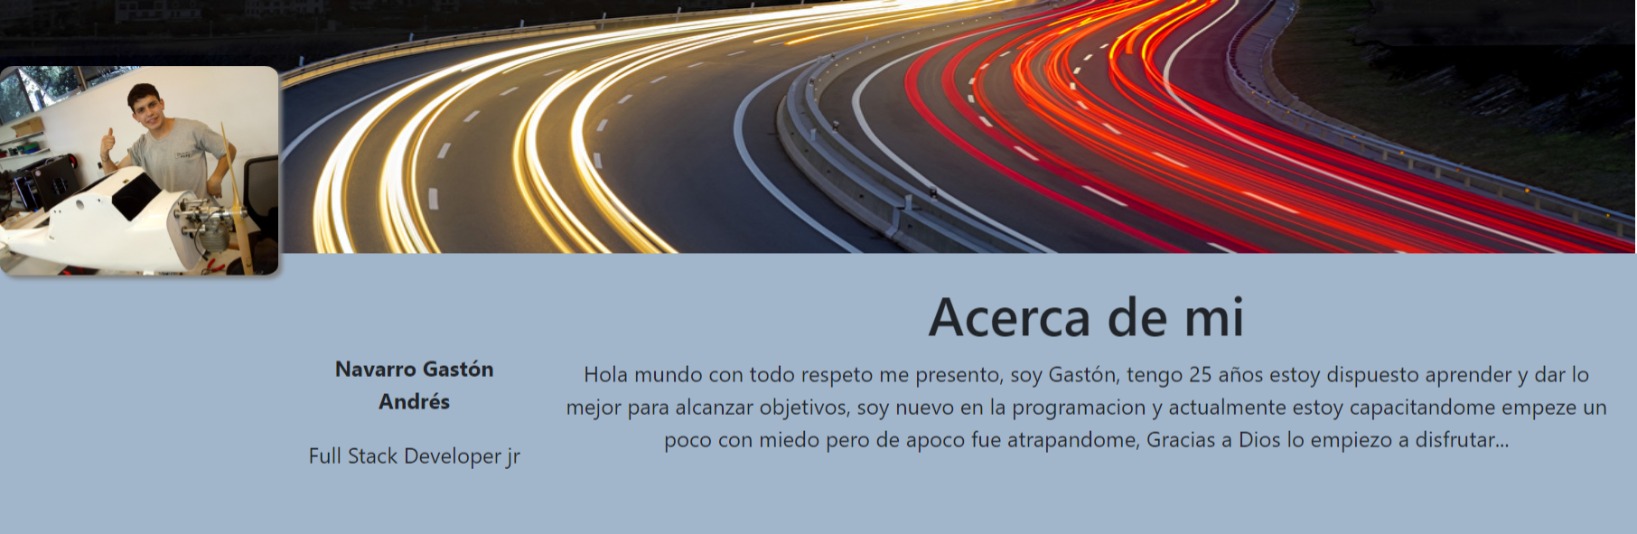 Acerca de mi
Navarro Gastón
Andrés
Full Stack Developer jr
Hola mundo con todo respeto me presento, soy Gastón, tengo 25 años estoy dispuesto aprender y dar lo
mejor para alcanzar objetivos, soy nuevo en la programacion y actualmente estoy capacitandome empeze un
poco con miedo pero de apoco fue atrapandome, Gracias a Dios lo empiezo a disfrutar...